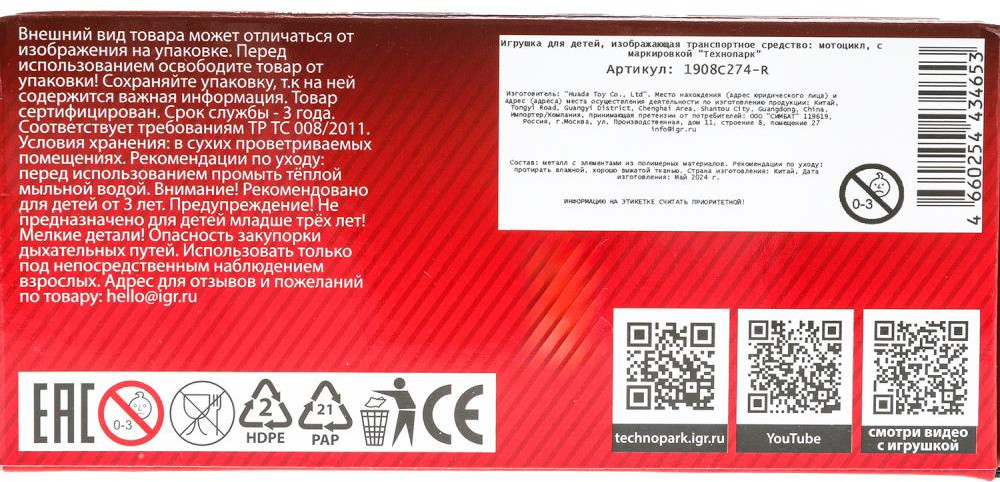 Внешний вид товара может отличаться от
изображения на упаковке. Перед
использованием освободите товар от
упаковки! Сохраняйте упаковку, т.к на ней
содержится важная информация. Товар
сертифицирован. Срок службы - 3 года.
Соответствует требованиям ТР ТС 008/2011.
Условия хранения: в сухих проветриваемых
помещениях. Рекомендации по уходу:
перед использованием промыть тёплой
мыльной водой. Внимание! Рекомендовано
для детей от 3 лет. Предупреждение! Не
предназначено для детей младше трёх лет!
Мелкие детали! Опасность закупорки
дыхательных путей. Использовать только
под непосредственным наблюдением
взрослых. Адрес для отзывов и пожеланий
по товару: hello@igr.ru
Игрушка для детей, изображающая транспортное средство: мотоцикл, с
маркировкой "Технопарк"
Артикул: 1908C274-R
Изготовитель: "Huada Toy Co., Ltd". Место нахождения (адрес юридического лица) и
адрес (адреса) места осуществления деятельности по изготовлению продукции: Китай,
Tongyi Road, Guangyi District, Chenghai Area, Shantou City, Guangdong, China.
Импортер/Компания, принимающая претензии от потребителей: ООО "СИМБАТ" 119619,
Россия, г.Москва, ул. Производственная, дом 11, строение 8, помещение 27
info@igr.ru
Состав: металл с элементами из полимерных материалов. Рекомендации по уходу:
протирать влажной, хорошо выжатой тканью. Страна изготовления: Китай. Дата
изготовления: Май 2024 г.
ИНФОРМАЦИЮ НА ЭТИКЕТКЕ СЧИТАТЬ ПРИОРИТЕТНОЙ!
0-3
4 660254 434653
EAC
0-3
2
HDPE
21
PAP
CE
technopark.igr.ru
YouTube
смотри видео
с игрушкой